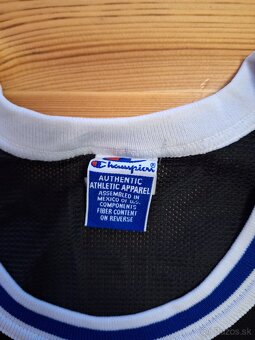 Champion
AUTHENTIC
ATHLETIC APPAREL
ASSEMBLED IN
MEXICO OF U.S.
COMPONENTS
FIBER CONTENT
ON REVERSE